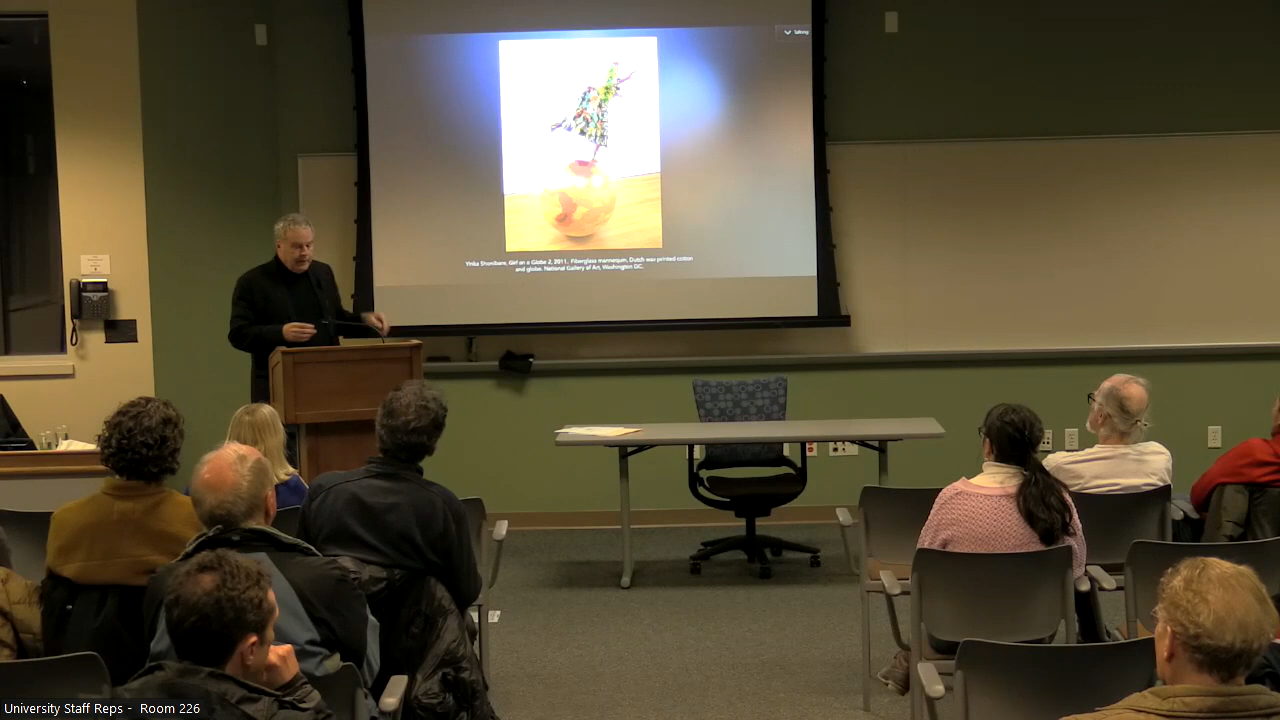 Talking
Yinka Shonibare, Girl on a Globe 2, 2011. Fiberglass mannequin, Dutch wax printed cotton
and globe. National Gallery of Art, Washington DC.
University Staff Reps - Room 226